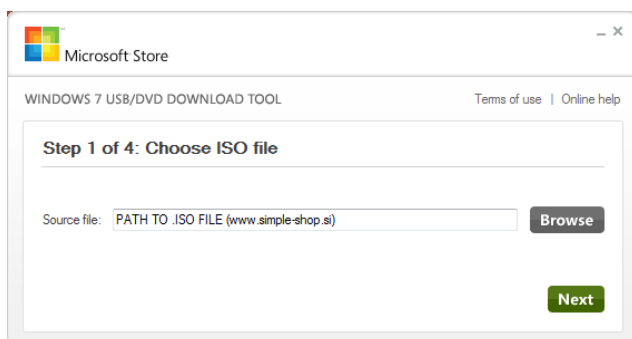 Microsoft Store
WINDOWS 7 USB/DVD DOWNLOAD TOOL
Terms of use | Online help
Step 1 of 4: Choose ISO file
Source file: PATH TO .ISO FILE (www.simple-shop.si) Browse
Next